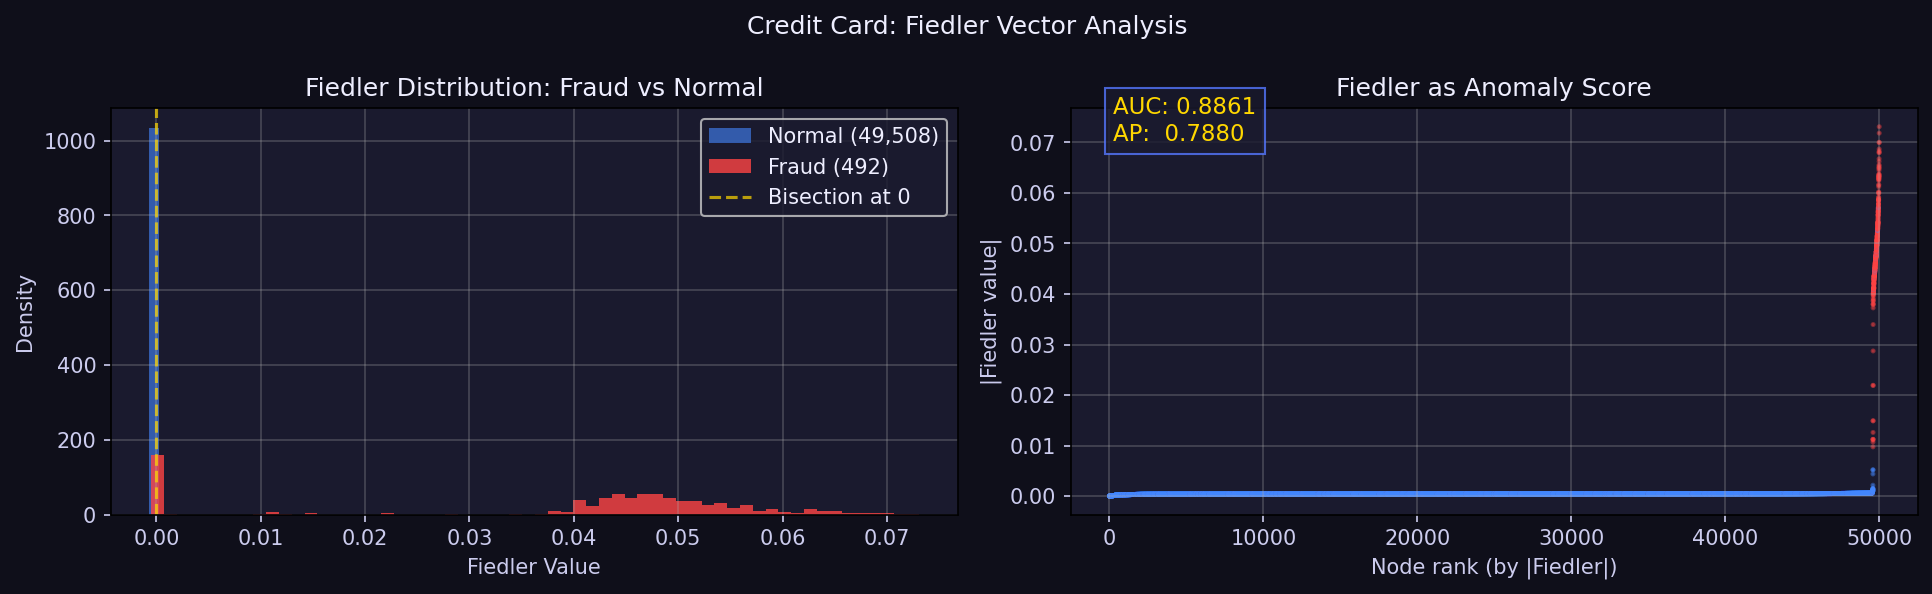 Credit Card: Fiedler Vector Analysis
Fiedler Distribution: Fraud vs Normal
Normal (49,508)
Fraud (492)
Bisection at 0
Density
1000
800
600
400
200
0
0.00 0.01 0.02 0.03 0.04 0.05 0.06 0.07
Fiedler Value
Fiedler as Anomaly Score
AUC: 0.8861
AP: 0.7880
|Fiedler value|
0.07
0.06
0.05
0.04
0.03
0.02
0.01
0.00
0 10000 20000 30000 40000 50000
Node rank (by |Fiedler|)